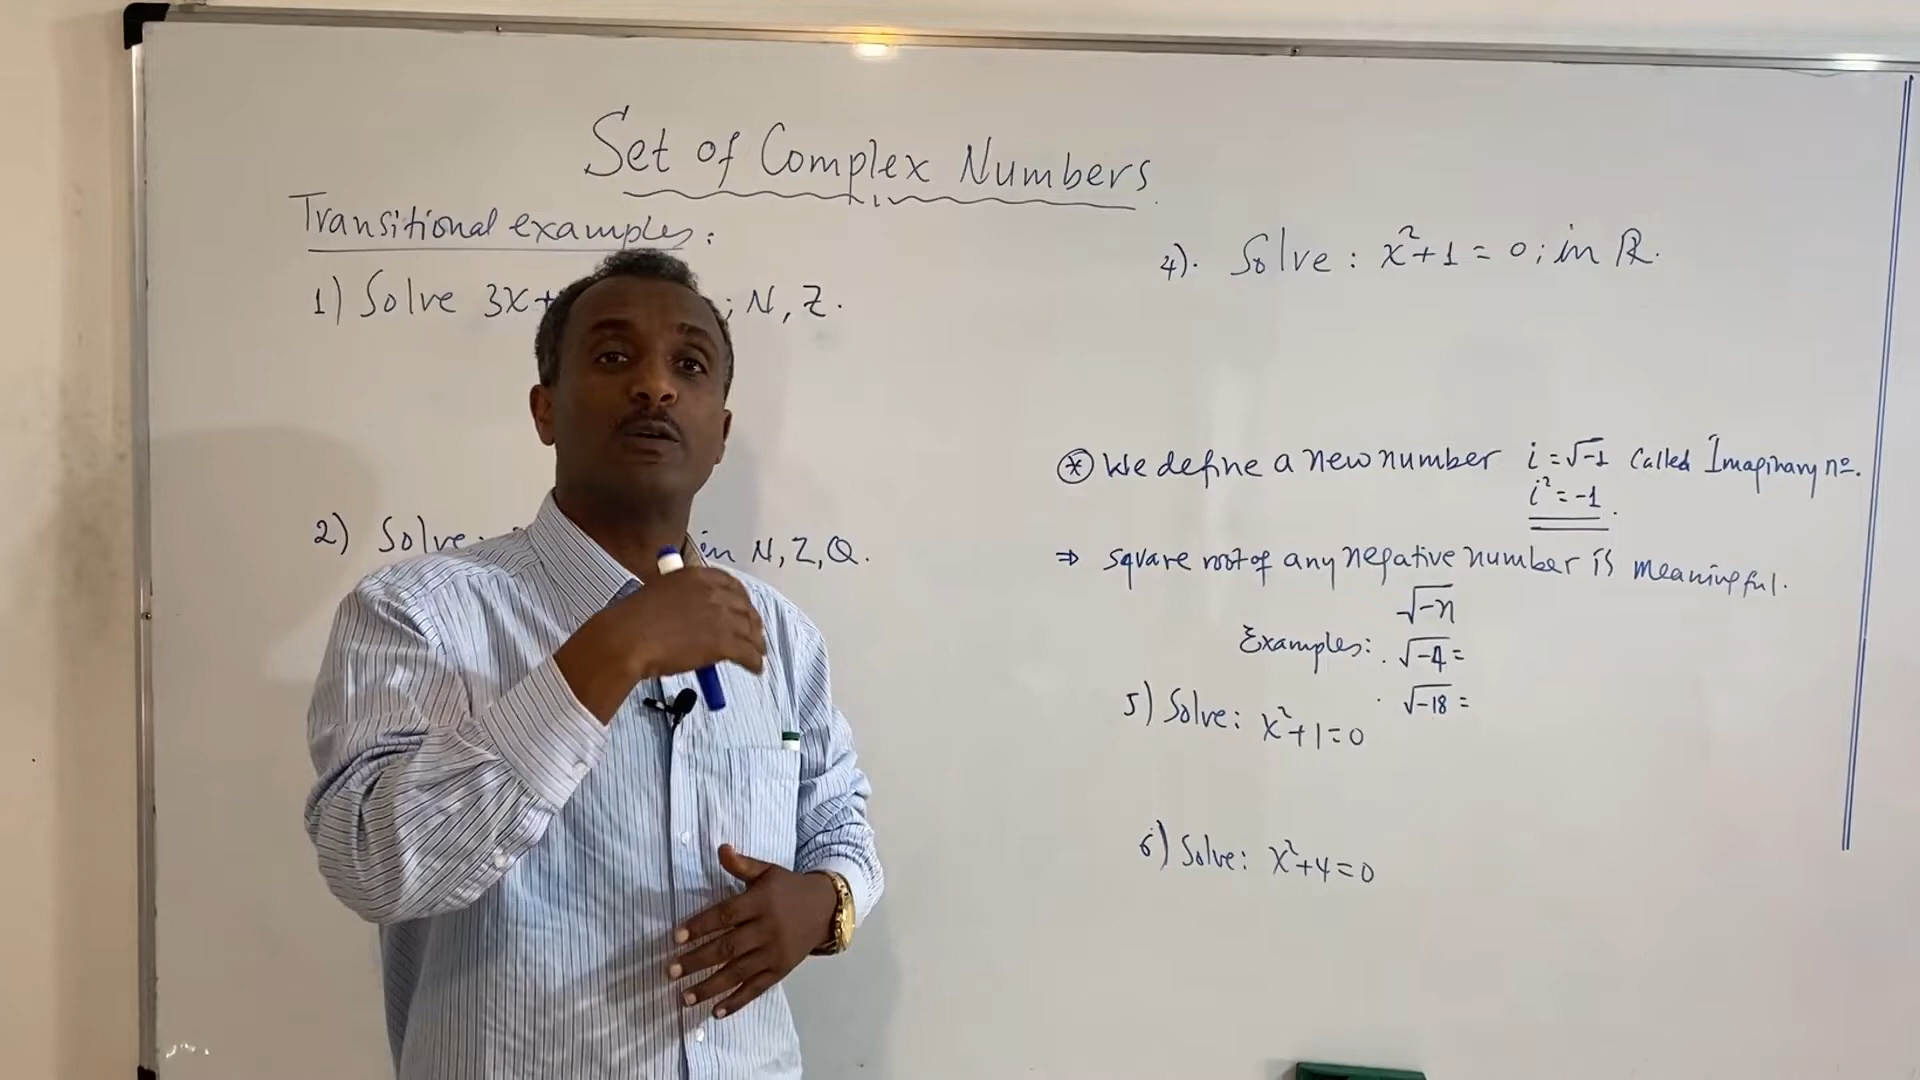 Set of Complex Numbers
Transitional examples:
1) Solve 3x+ ; N, Z.
2) Solve: in N, Z, Q.
4). Solve: x²+1 = 0; in ℝ.
* We define a new number i = √-1 called Imaginary no.
i² = -1.
⇒ square root of any negative number is meaningful.
√-n
Examples: . √-4 =
. √-18 =
5) Solve: x²+1=0
6) Solve: x²+4=0